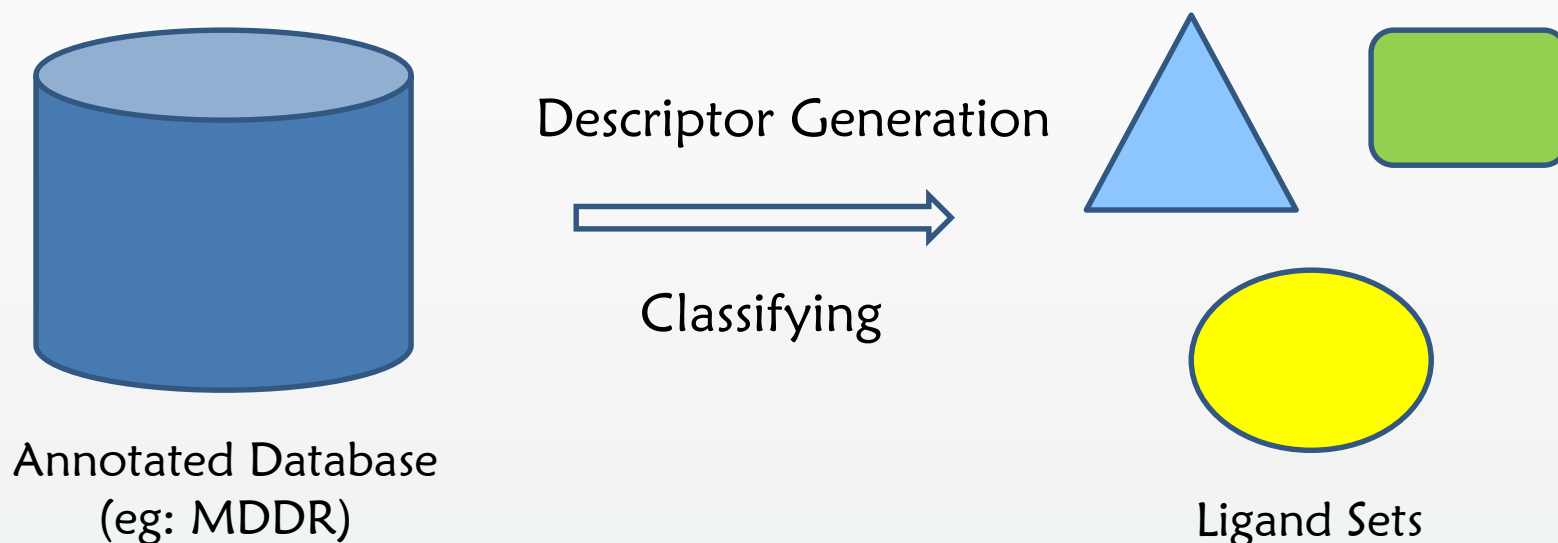 Descriptor Generation
Classifying
Annotated Database
(eg: MDDR)
Ligand Sets